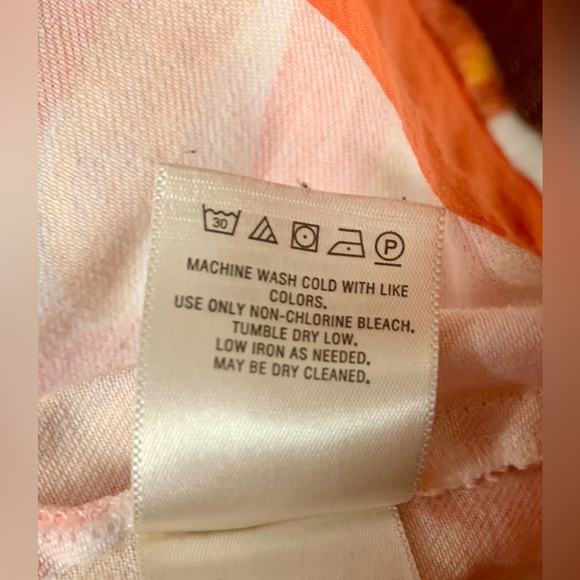 30 P
MACHINE WASH COLD WITH LIKE
COLORS.
USE ONLY NON-CHLORINE BLEACH.
TUMBLE DRY LOW.
LOW IRON AS NEEDED.
MAY BE DRY CLEANED.